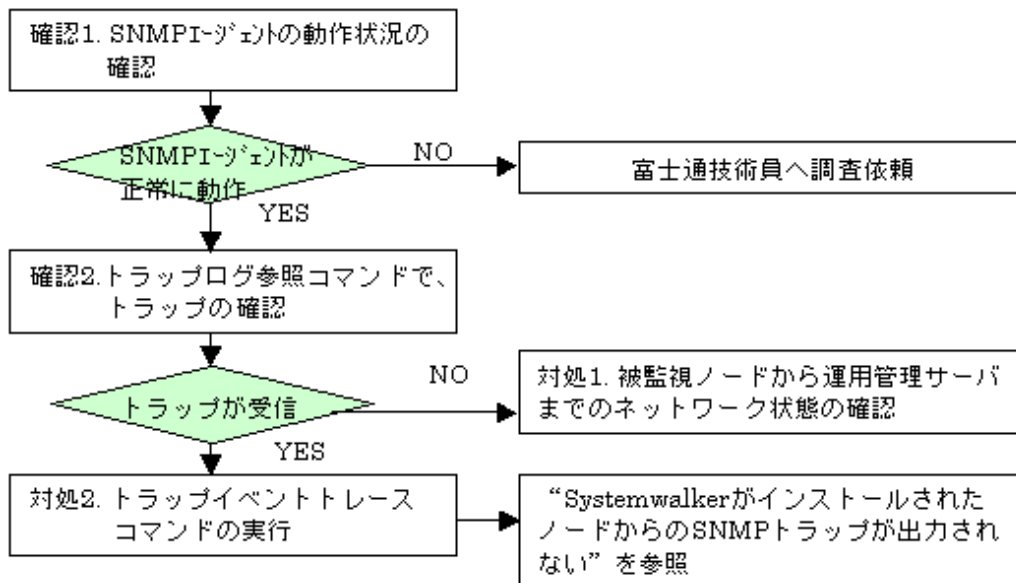 確認1. SNMPｴｰｼﾞｪﾝﾄの動作状況の
確認
SNMPｴｰｼﾞｪﾝﾄが
正常に動作
NO
富士通技術員へ調査依頼
YES
確認2.トラップログ参照コマンドで、
トラップの確認
トラップが受信
NO
対処1. 被監視ノードから運用管理サーバ
までのネットワーク状態の確認
YES
対処2. トラップイベントトレース
コマンドの実行
“Systemwalkerがインストールされた
ノードからのSNMPトラップが出力され
ない”を参照